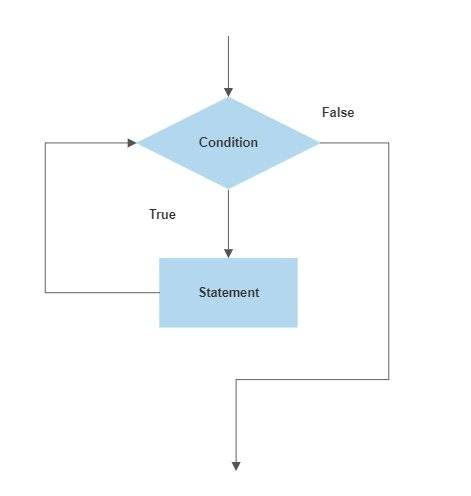 False
Condition
True
Statement